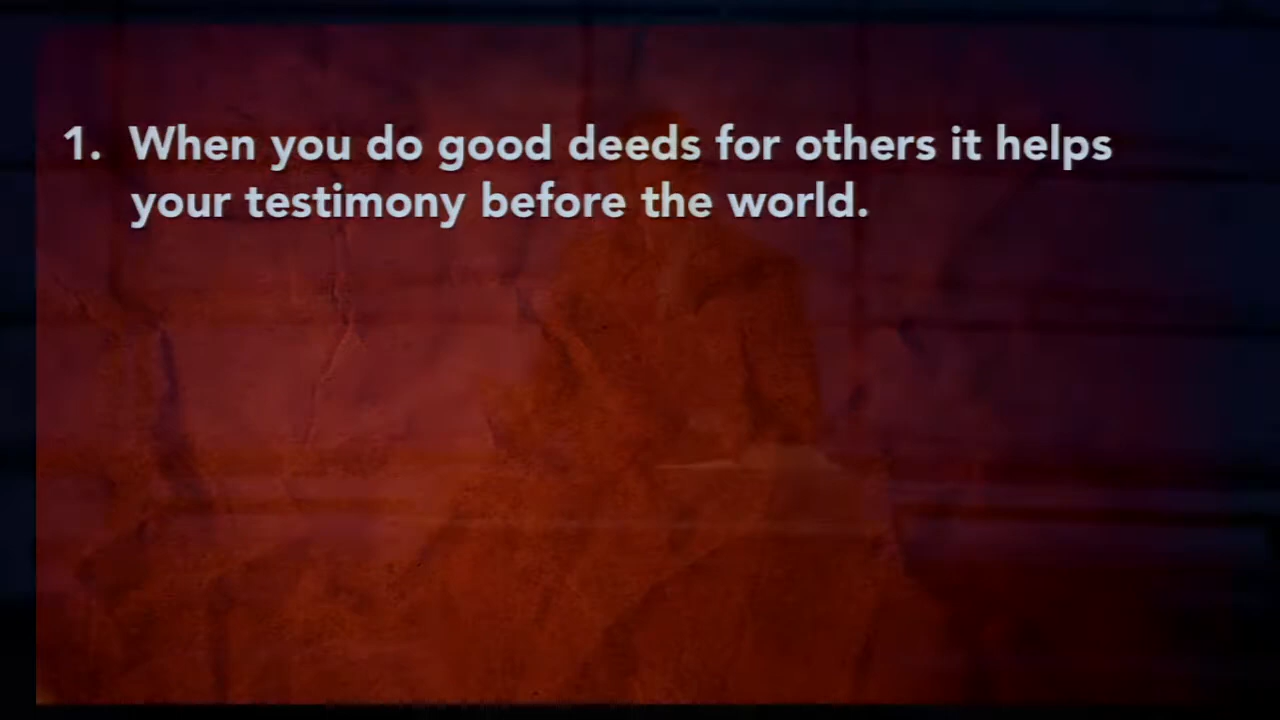 1. When you do good deeds for others it helps
your testimony before the world.